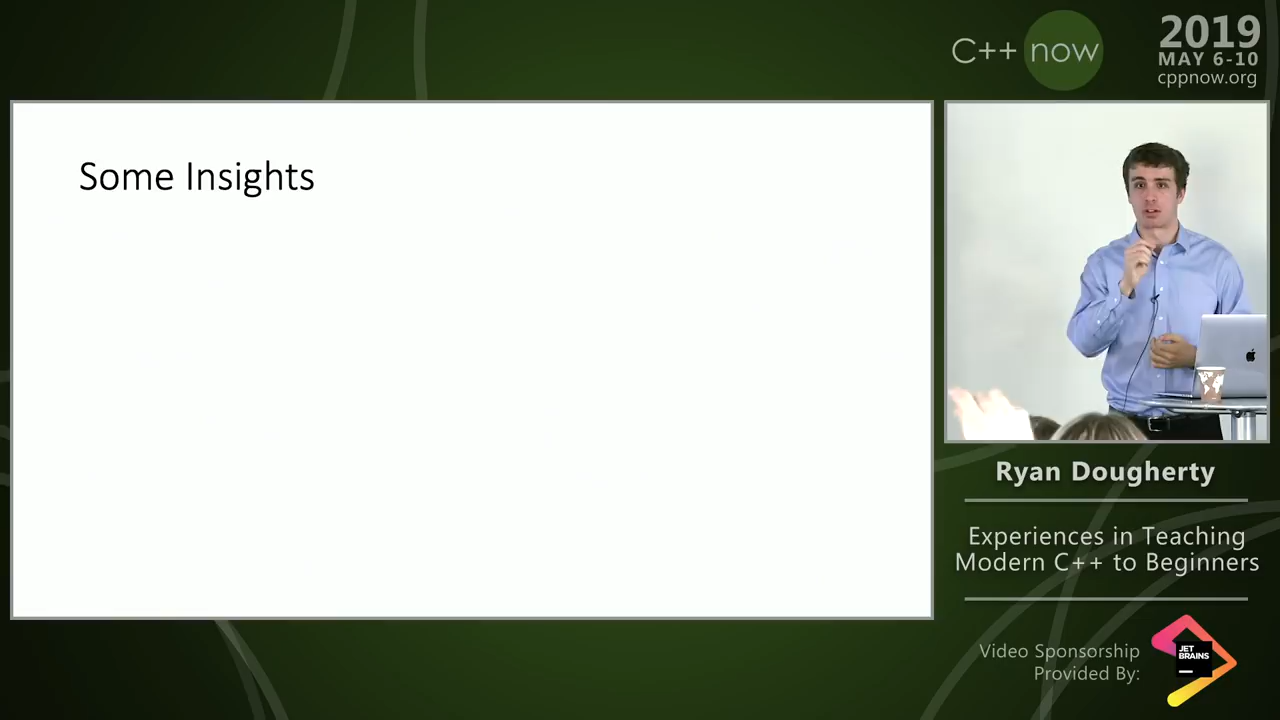 C++ now
2019
MAY 6-10
cppnow.org
Some Insights
Ryan Dougherty
Experiences in Teaching
Modern C++ to Beginners
Video Sponsorship
Provided By:
JET
BRAINS